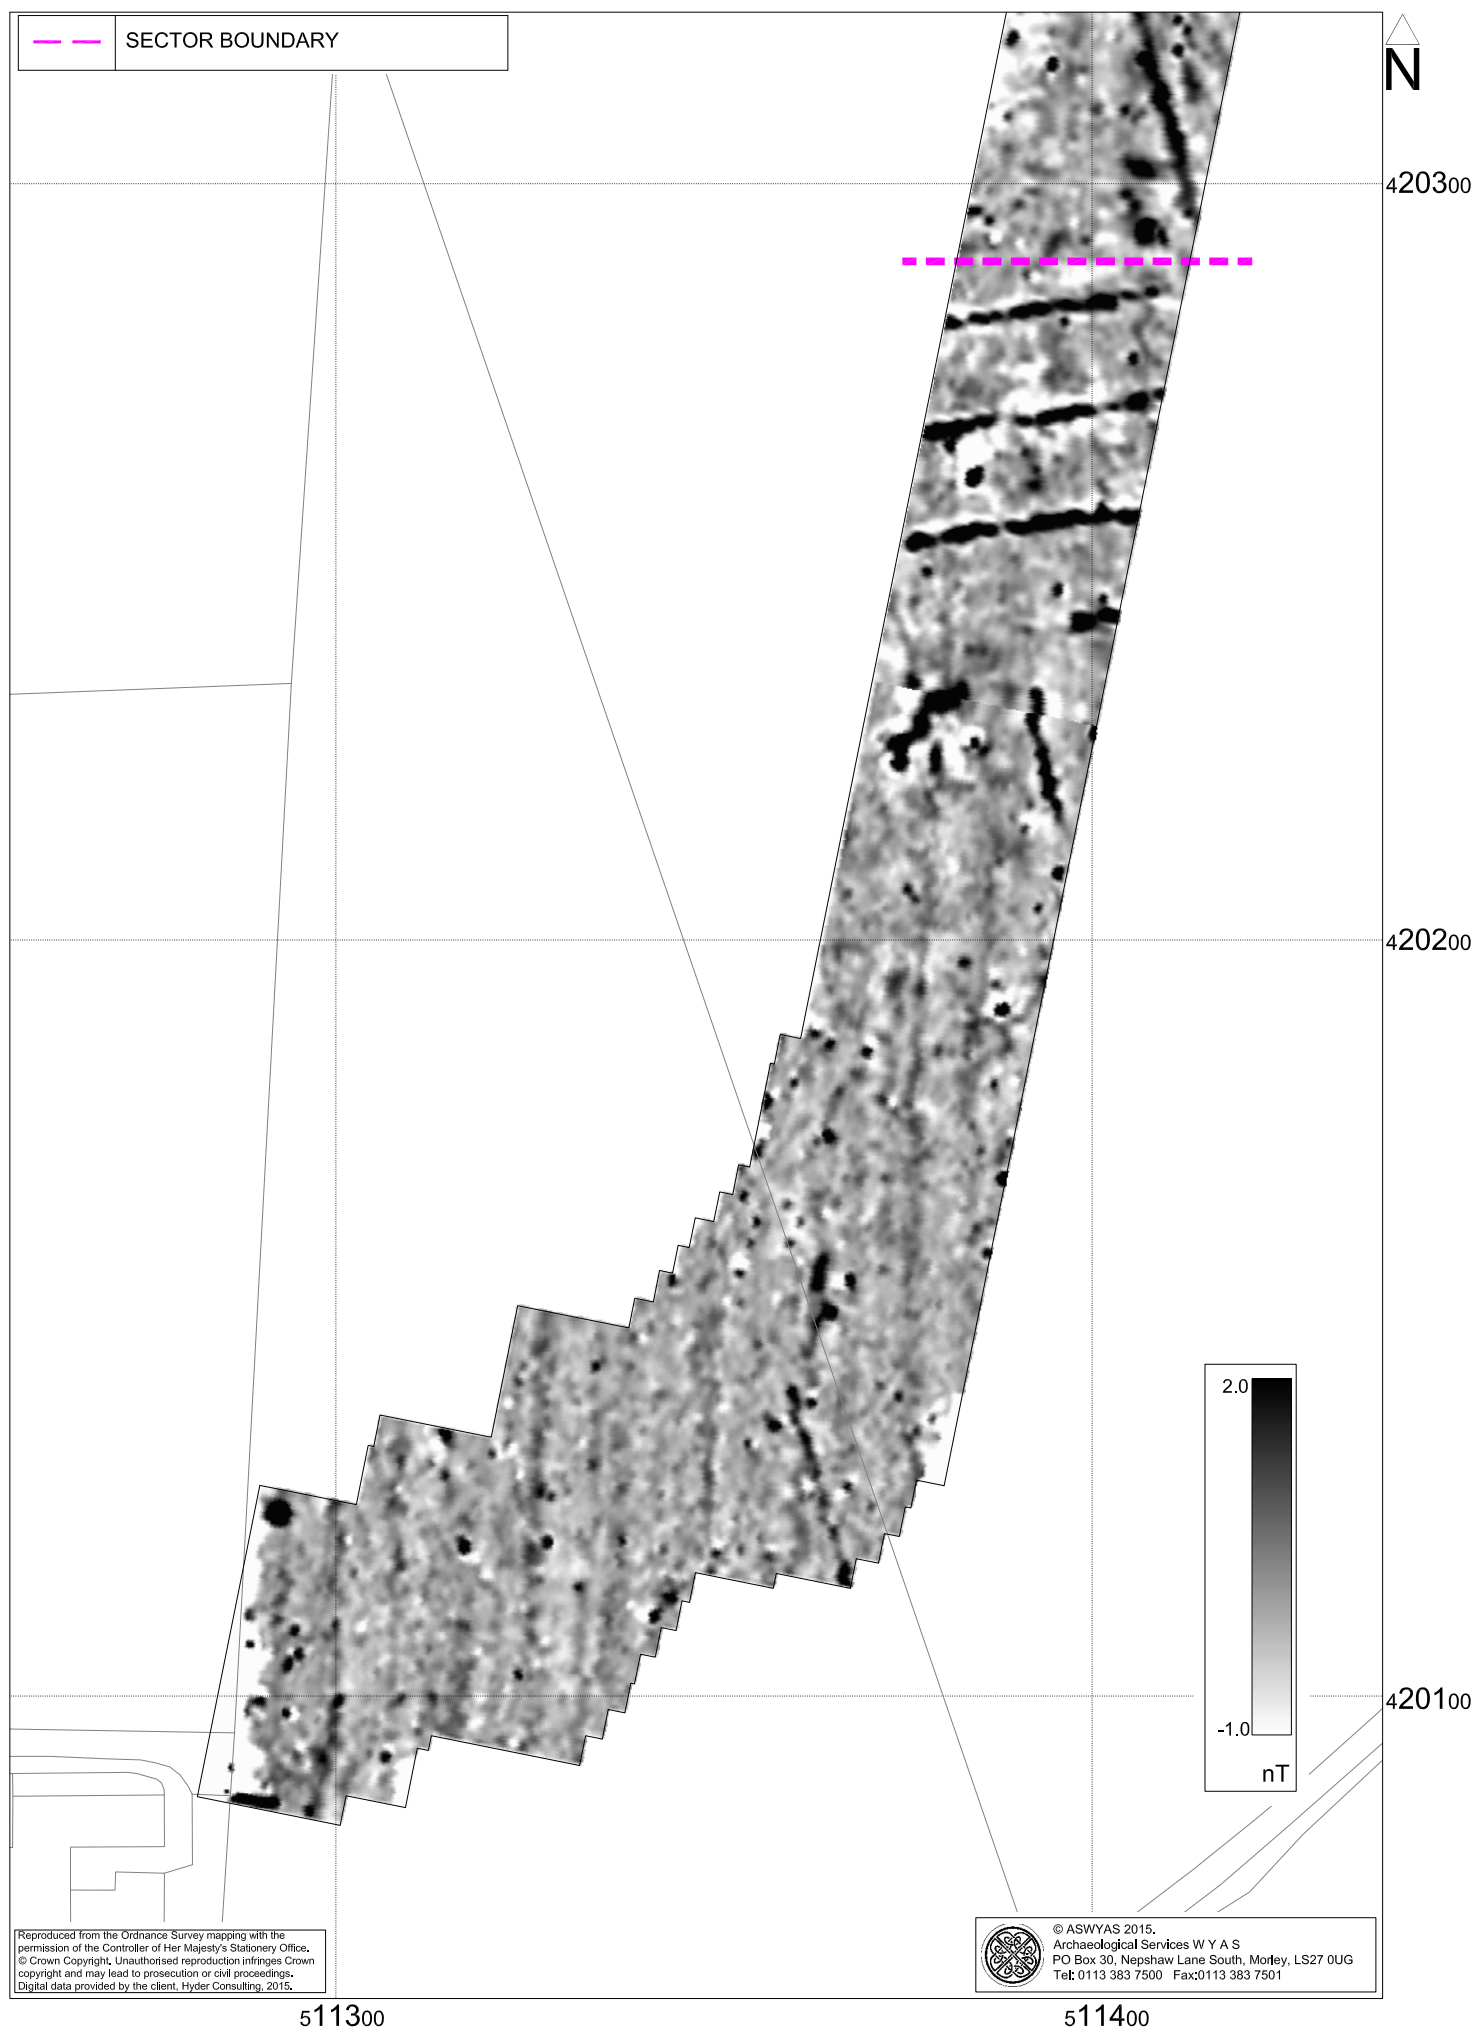 SECTOR BOUNDARY
N
420300
420200
2.0
420100
-1.0
nT
Reproduced from the Ordnance Survey mapping with the
permission of the Controller of Her Majesty's Stationery Office.
© Crown Copyright. Unauthorised reproduction infringes Crown
copyright and may lead to prosecution or civil proceedings.
Digital data provided by the client, Hyder Consulting, 2015.
© ASWYAS 2015.
Archaeological Services W Y A S
PO Box 30, Nepshaw Lane South, Morley, LS27 0UG
Tel: 0113 383 7500 Fax:0113 383 7501
511300
511400